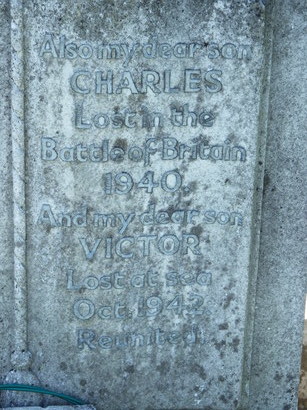 Also my dear son
CHARLES
Lost in the
Battle of Britain
1940
And my dear son
VICTOR
Lost at sea
Oct. 1942
Reunited.